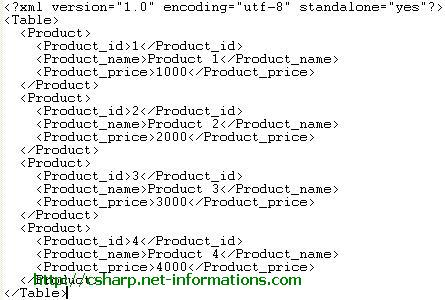 <?xml version="1.0" encoding="utf-8" standalone="yes"?>
<Table>
  <Product>
    <Product_id>1</Product_id>
    <Product_name>Product 1</Product_name>
    <Product_price>1000</Product_price>
  </Product>
  <Product>
    <Product_id>2</Product_id>
    <Product_name>Product 2</Product_name>
    <Product_price>2000</Product_price>
  </Product>
  <Product>
    <Product_id>3</Product_id>
    <Product_name>Product 3</Product_name>
    <Product_price>3000</Product_price>
  </Product>
  <Product>
    <Product_id>4</Product_id>
    <Product_name>Product 4</Product_name>
    <Product_price>4000</Product_price>
  </Product>
http://csharp.net-informations.com
</Table>